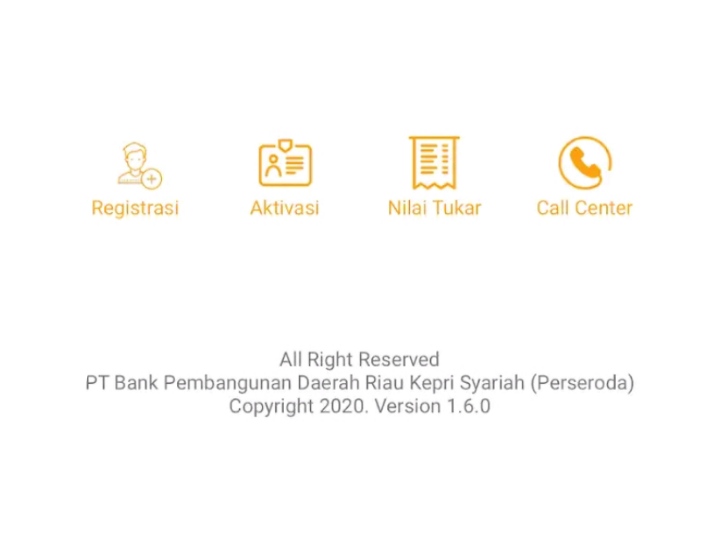 Registrasi
Aktivasi
Nilai Tukar
Call Center
All Right Reserved
PT Bank Pembangunan Daerah Riau Kepri Syariah (Perseroda)
Copyright 2020. Version 1.6.0